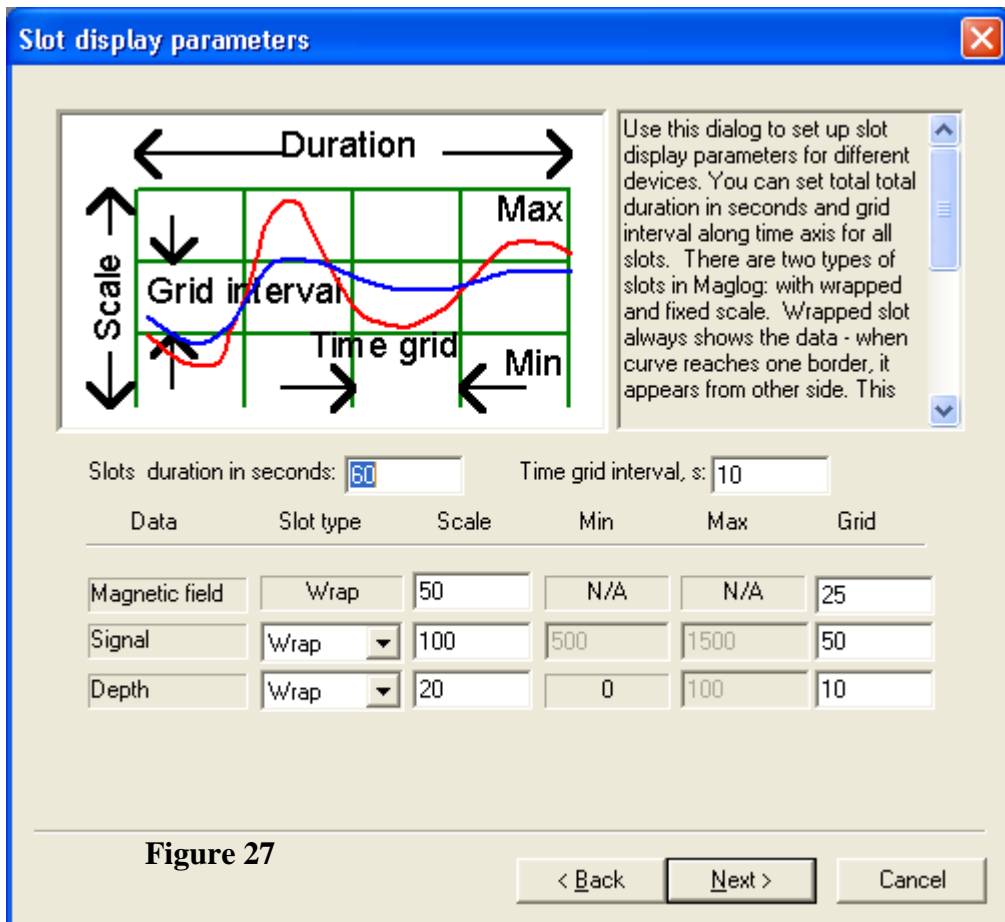 Slot display parameters
Duration
Scale
Max
Grid interval
Time grid
Min
Use this dialog to set up slot
display parameters for different
devices. You can set total total
duration in seconds and grid
interval along time axis for all
slots. There are two types of
slots in Maglog: with wrapped
and fixed scale. Wrapped slot
always shows the data - when
curve reaches one border, it
appears from other side. This
Slots duration in seconds: 60 Time grid interval, s: 10
Data Slot type Scale Min Max Grid
Magnetic field Wrap 50 N/A N/A 25
Signal Wrap 100 500 1500 50
Depth Wrap 20 0 100 10
Figure 27
< Back Next > Cancel